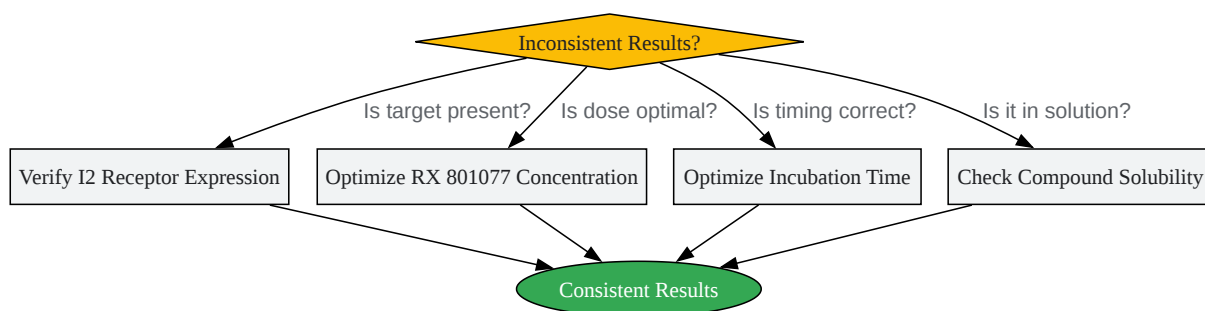 Inconsistent Results?
Is target present?
Is dose optimal?
Is timing correct?
Is it in solution?
Verify I2 Receptor Expression
Optimize RX 801077 Concentration
Optimize Incubation Time
Check Compound Solubility
Consistent Results